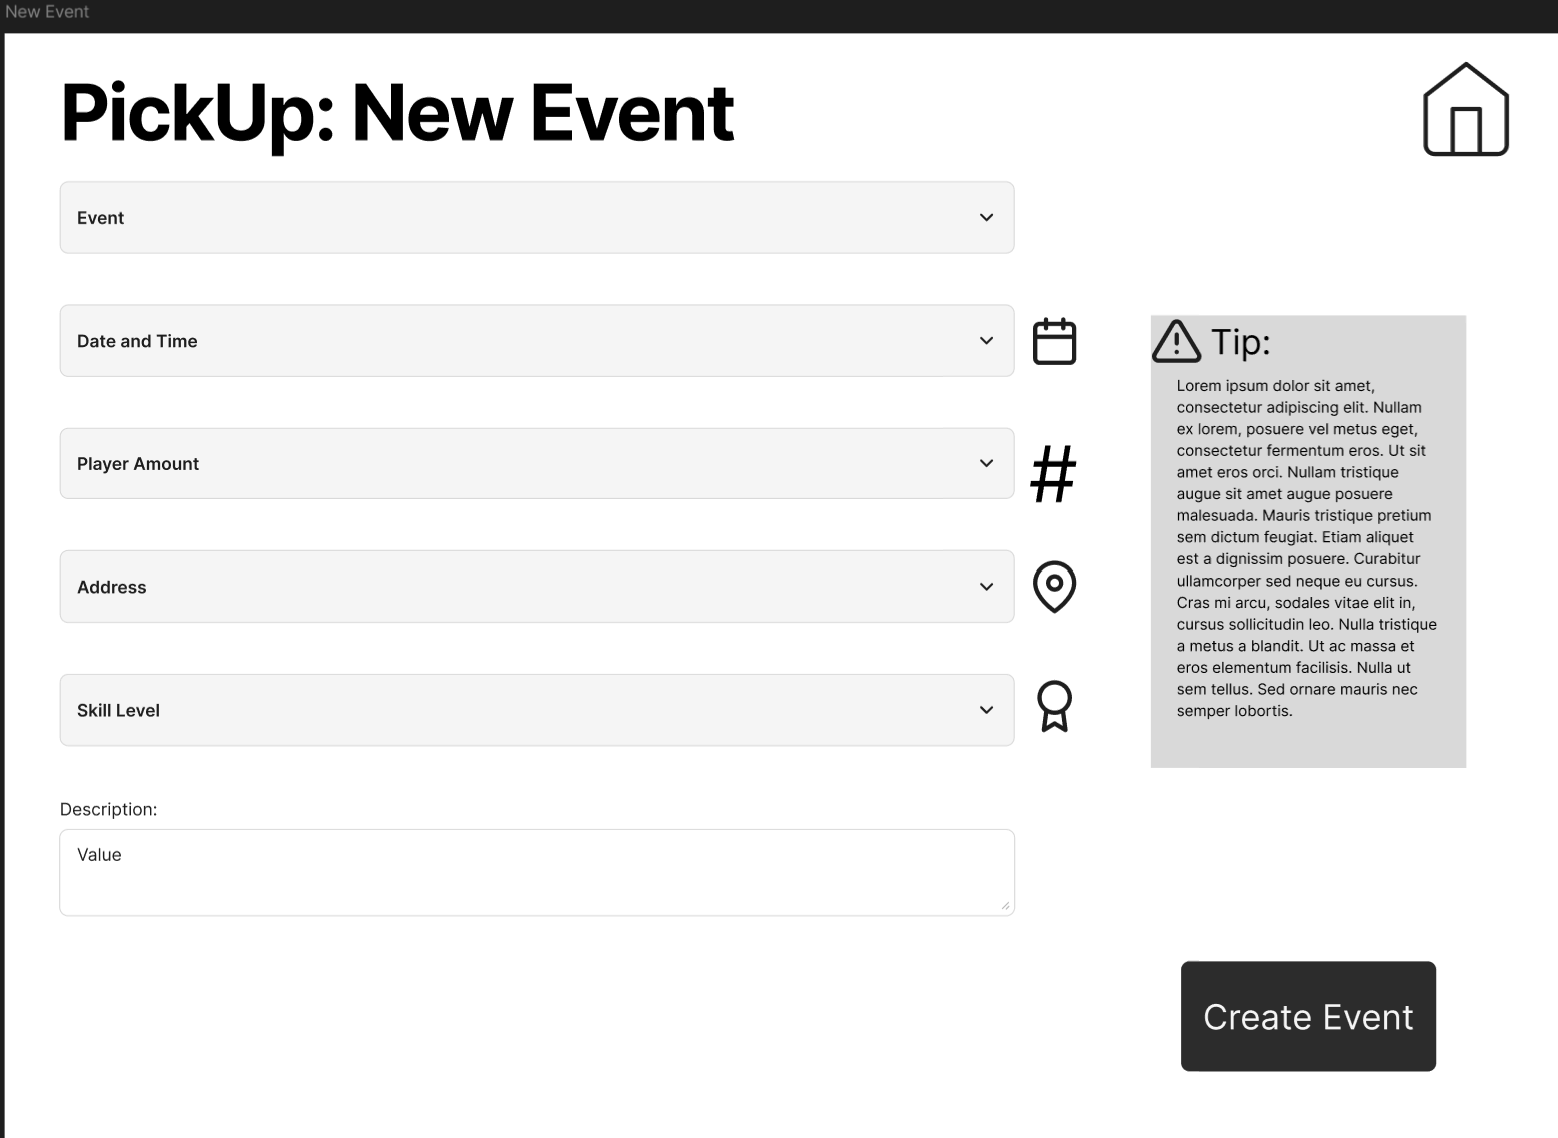 New Event
PickUp: New Event
Event
Date and Time
Player Amount
#
Address
Skill Level
Description:
Value
Tip:
Lorem ipsum dolor sit amet,
consectetur adipiscing elit. Nullam
ex lorem, posuere vel metus eget,
consectetur fermentum eros. Ut sit
amet eros orci. Nullam tristique
augue sit amet augue posuere
malesuada. Mauris tristique pretium
sem dictum feugiat. Etiam aliquet
est a dignissim posuere. Curabitur
ullamcorper sed neque eu cursus.
Cras mi arcu, sodales vitae elit in,
cursus sollicitudin leo. Nulla tristique
a metus a blandit. Ut ac massa et
eros elementum facilisis. Nulla ut
sem tellus. Sed ornare mauris nec
semper lobortis.
Create Event